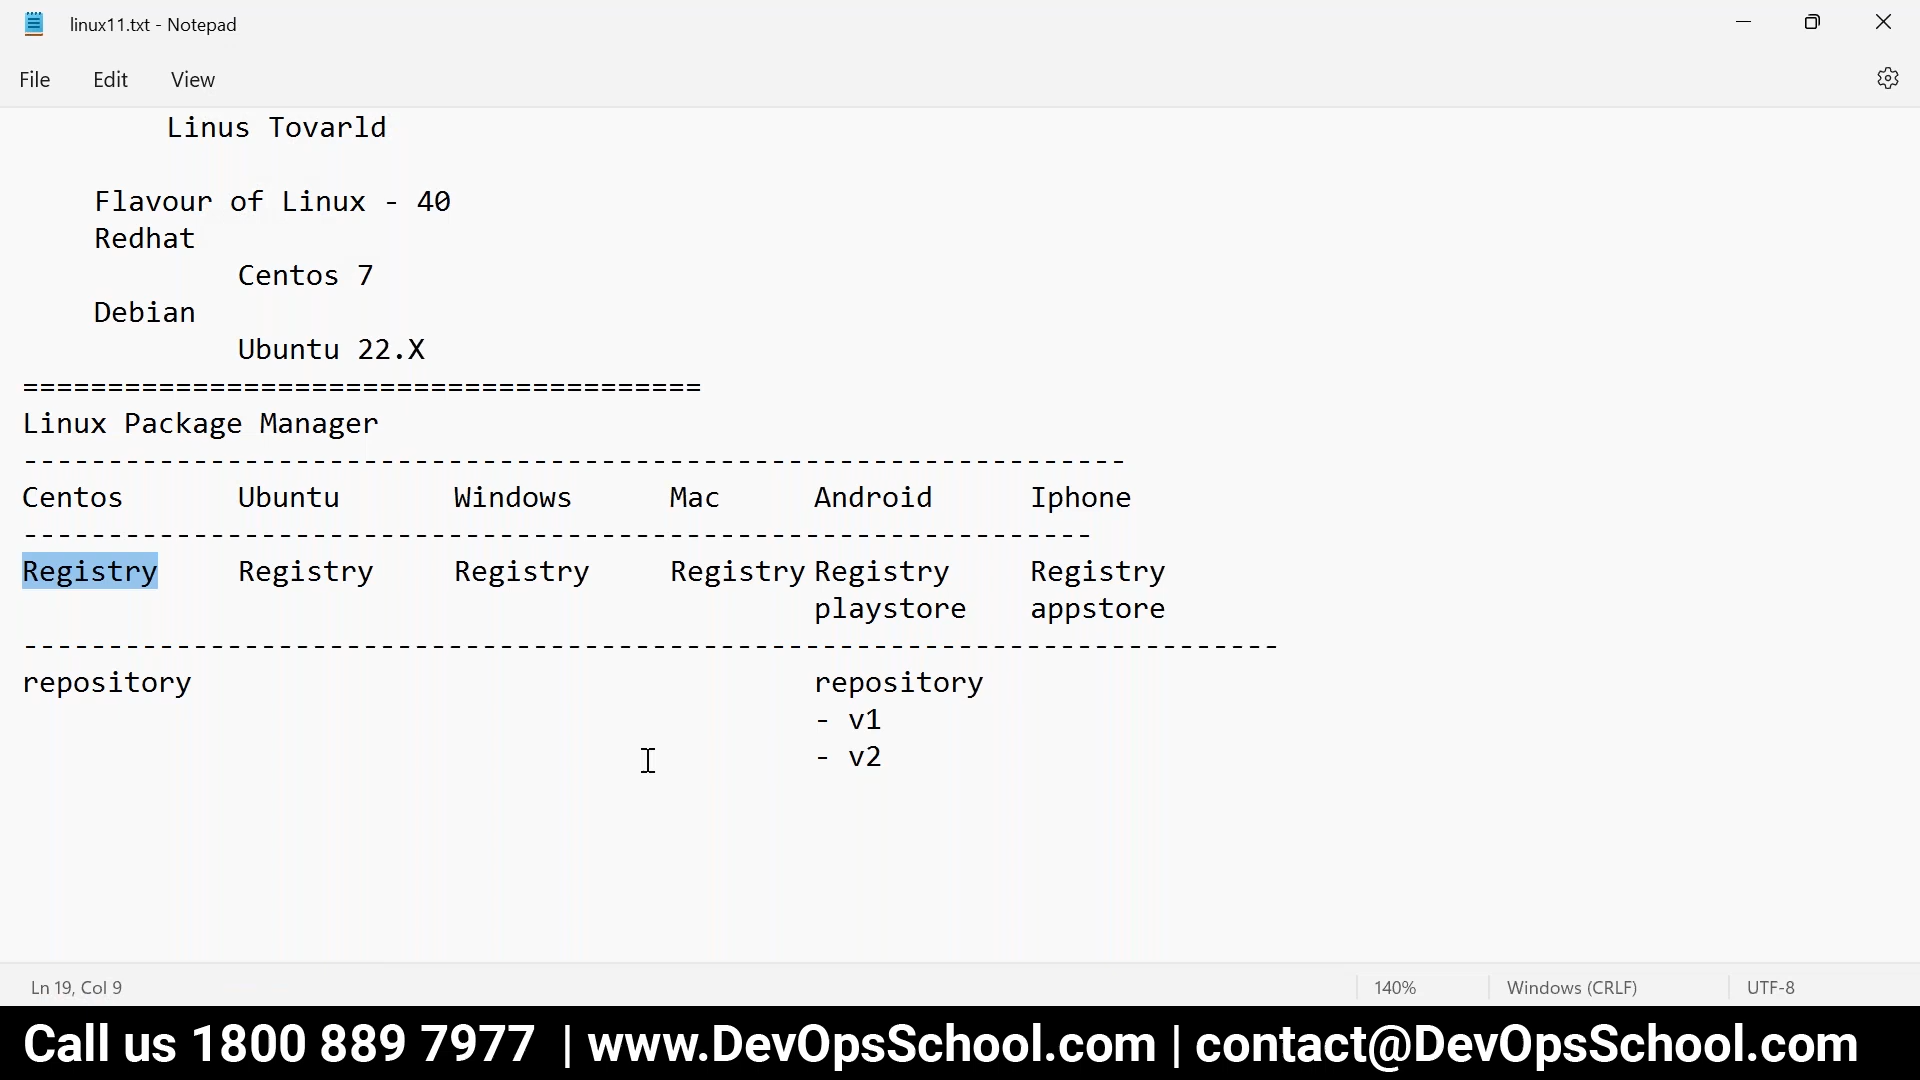 linux11.txt - Notepad
File Edit View
Linus Tovarld
Flavour of Linux - 40
Redhat
Centos 7
Debian
Ubuntu 22.X
========================================
Linux Package Manager
-----------------------------------------------------------------
Centos Ubuntu Windows Mac Android Iphone
---------------------------------------------------------------
Registry Registry Registry Registry Registry Registry
playstore appstore
--------------------------------------------------------------------------
repository repository
- v1
- v2
Ln 19, Col 9 140% Windows (CRLF) UTF-8
Call us 1800 889 7977 | www.DevOpsSchool.com | contact@DevOpsSchool.com